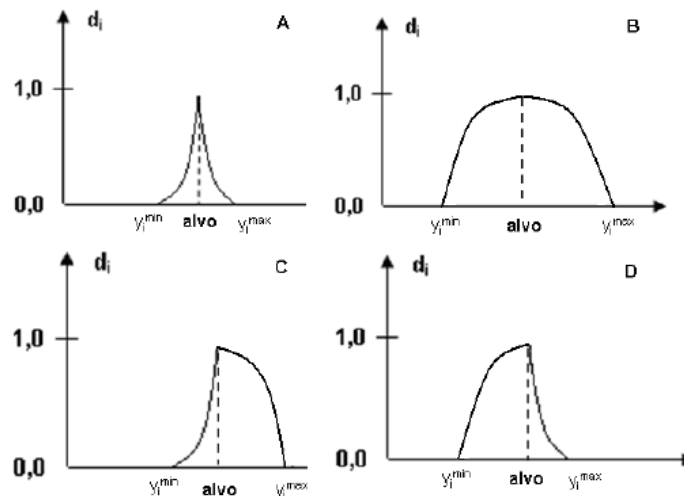 dᵢ
A
1,0
0,0
yᵢᵐⁱⁿ alvo yᵢᵐᵃˣ
dᵢ
B
1,0
0,0
yᵢᵐⁱⁿ alvo yᵢᵐᵃˣ
dᵢ
C
1,0
0,0
yᵢᵐⁱⁿ alvo yᵢᵐᵃˣ
dᵢ
D
1,0
0,0
yᵢᵐⁱⁿ alvo yᵢᵐᵃˣ